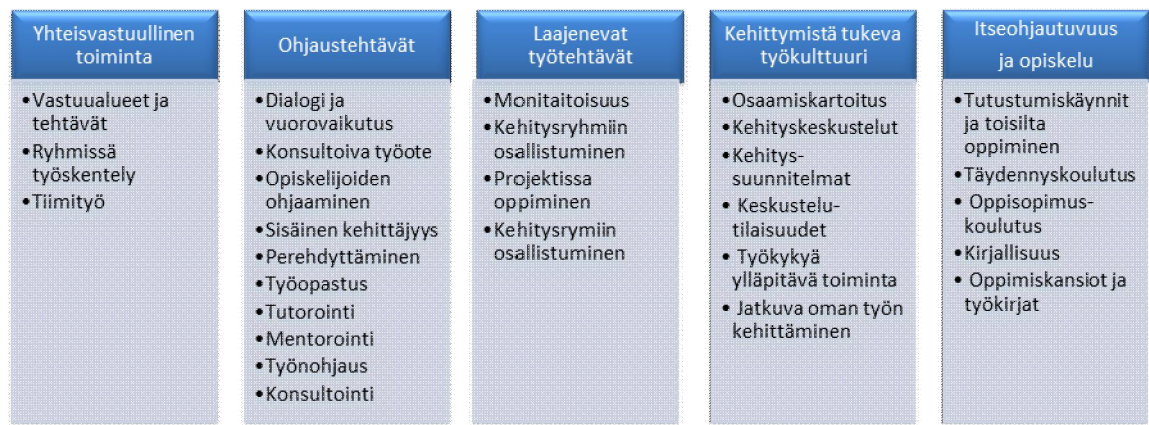 Yhteisvastuullinen
toiminta
•Vastuualueet ja
tehtävät
•Ryhmissä
työskentely
•Tiimityö
Ohjaustehtävät
•Dialogi ja
vuorovaikutus
•Konsultoiva työote
•Opiskelijoiden
ohjaaminen
•Sisäinen kehittäjyys
•Perehdyttäminen
•Työopastus
•Tutorointi
•Mentorointi
•Työnohjaus
•Konsultointi
Laajenevat
työtehtävät
•Monitaitoisuus
•Kehitysryhmiin
osallistuminen
•Projektissa
oppiminen
•Kehitysrymiin
osallistuminen
Kehittymistä tukeva
työkulttuuri
•Osaamiskartoitus
•Kehityskeskustelut
•Kehitys-
suunnitelmat
• Keskustelu-
tilaisuudet
• Työkykyä
ylläpitävä toiminta
• Jatkuva oman työn
kehittäminen
Itseohjautuvuus
ja opiskelu
•Tutustumiskäynnit
ja toisilta
oppiminen
•Täydennyskoulutus
• Oppisopimus-
koulutus
•Kirjallisuus
• Oppimiskansiot ja
työkirjat